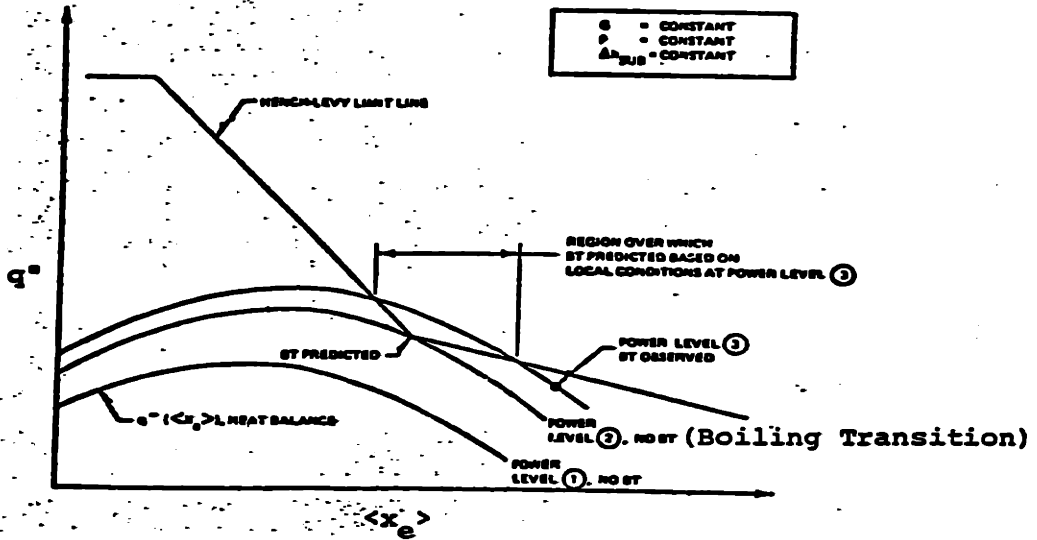 G = CONSTANT
P = CONSTANT
Δh_SUB = CONSTANT
HENCH-LEVY LIMIT LINE
REGION OVER WHICH
BT PREDICTED BASED ON
LOCAL CONDITIONS AT POWER LEVEL ③
q"
BT PREDICTED
POWER LEVEL ③
BT OBSERVED
q" (<x_e>), HEAT BALANCE
POWER
LEVEL ②, NO BT (Boiling Transition)
POWER
LEVEL ①, NO BT
<x_e>